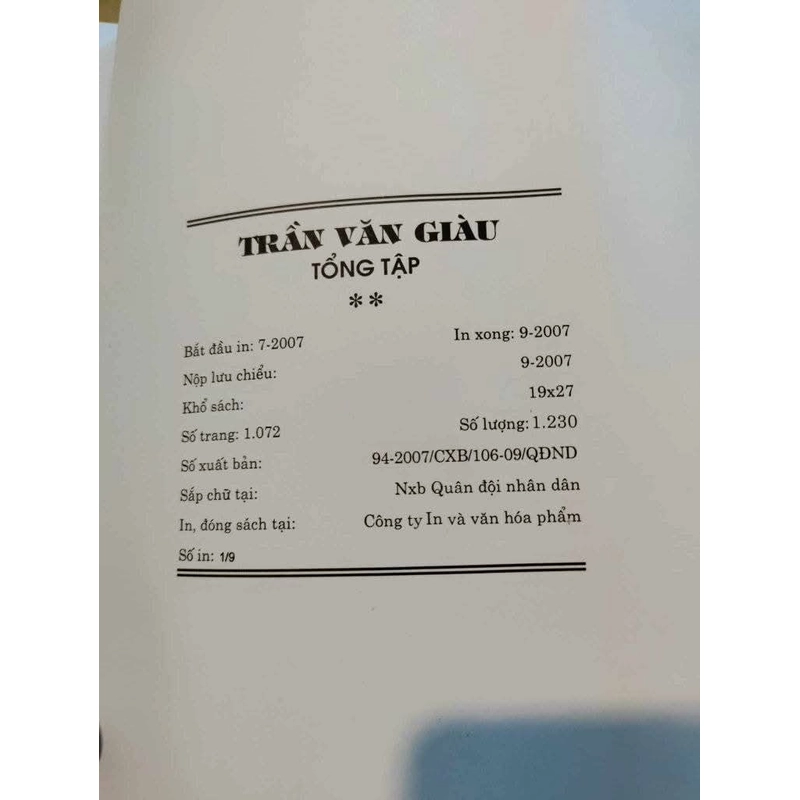 TRẦN VĂN GIÀU
TỔNG TẬP
**
Bắt đầu in: 7-2007 In xong: 9-2007
Nộp lưu chiểu: 9-2007
Khổ sách: 19x27
Số trang: 1.072 Số lượng: 1.230
Số xuất bản: 94-2007/CXB/106-09/QĐND
Sắp chữ tại: Nxb Quân đội nhân dân
In, đóng sách tại: Công ty In và văn hóa phẩm
Số in: 1/9